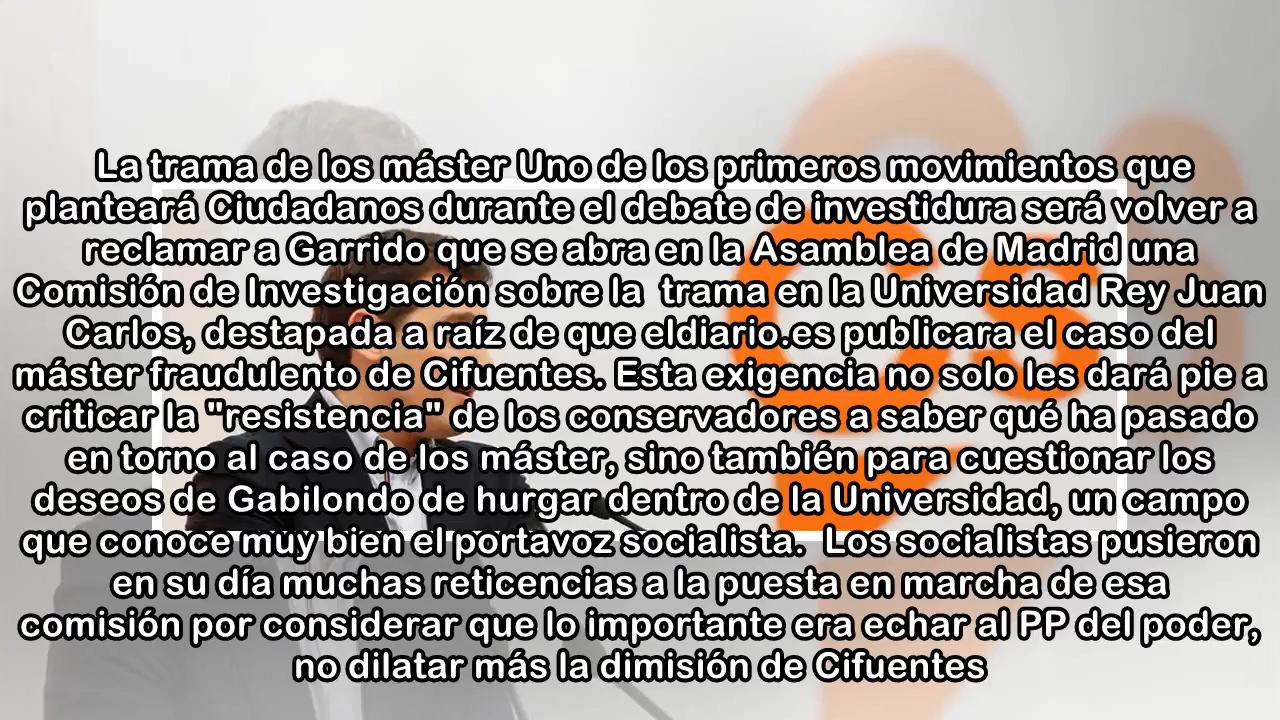 La trama de los máster Uno de los primeros movimientos que
planteará Ciudadanos durante el debate de investidura será volver a
reclamar a Garrido que se abra en la Asamblea de Madrid una
Comisión de Investigación sobre la  trama en la Universidad Rey Juan
Carlos, destapada a raíz de que eldiario.es publicara el caso del
máster fraudulento de Cifuentes. Esta exigencia no solo les dará pie a
criticar la "resistencia" de los conservadores a saber qué ha pasado
en torno al caso de los máster, sino también para cuestionar los
deseos de Gabilondo de hurgar dentro de la Universidad, un campo
que conoce muy bien el portavoz socialista.  Los socialistas pusieron
en su día muchas reticencias a la puesta en marcha de esa
comisión por considerar que lo importante era echar al PP del poder,
no dilatar más la dimisión de Cifuentes
Cs